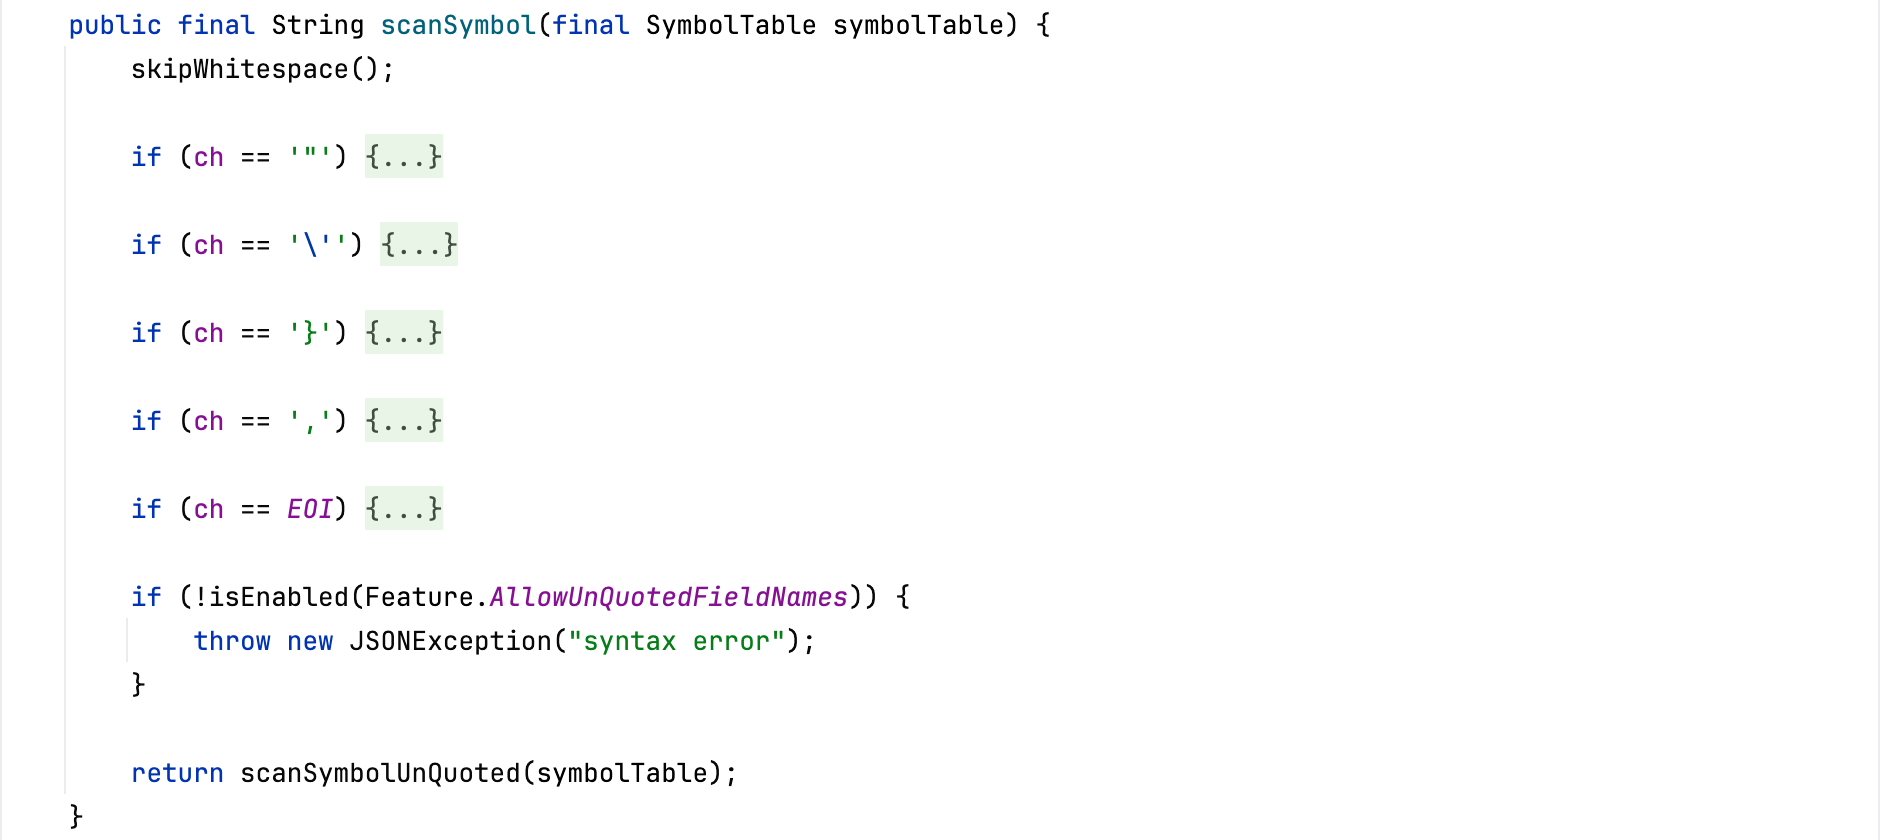 public final String scanSymbol(final SymbolTable symbolTable) {
    skipWhitespace();

    if (ch == '"') {...}

    if (ch == '\'') {...}

    if (ch == '}') {...}

    if (ch == ',') {...}

    if (ch == EOI) {...}

    if (!isEnabled(Feature.AllowUnQuotedFieldNames)) {
        throw new JSONException("syntax error");
    }

    return scanSymbolUnQuoted(symbolTable);
}